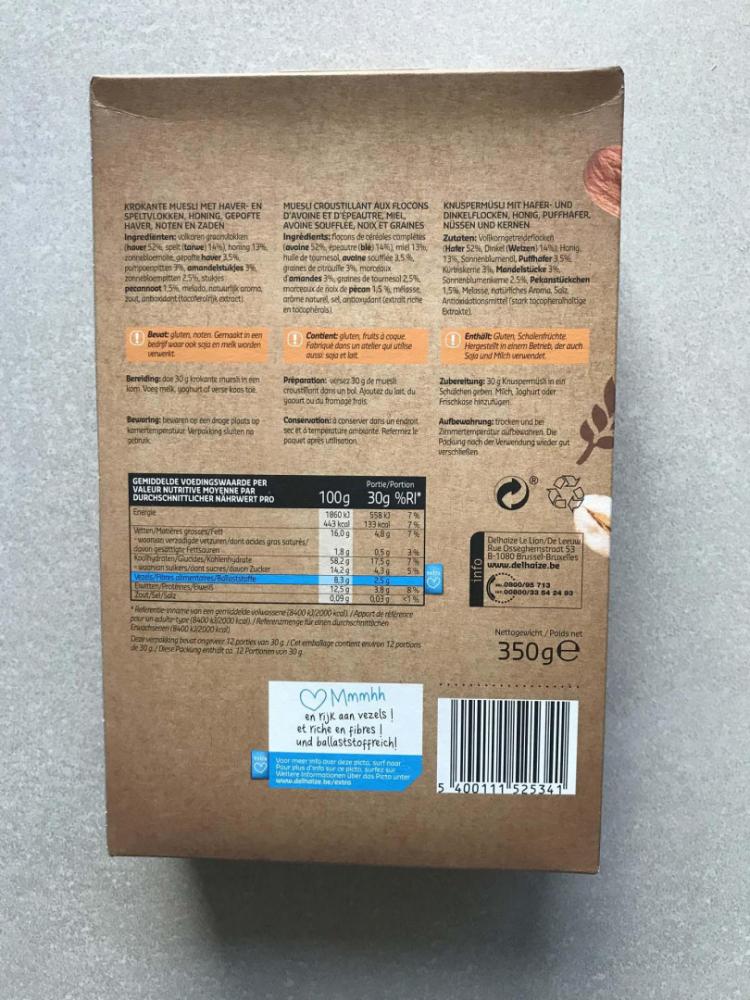 KROKANTE MUESLI MET HAVER- EN
SPELTVLOKKEN, HONING, GEPOFTE
HAVER, NOTEN EN ZADEN
Ingrediënten: volkoren graanvlokken
(haver 52%, spelt (tarwe) 14%), honing 13%,
zonnebloemolie, gepofte haver 3,5%,
pompoenpitten 3%, amandelstukjes 3%,
zonnebloempitten 2,5%, stukjes
pecannoot 1,5%, melado, natuurlijk aroma,
zout, antioxidant (tocoferolrijk extract).
MUESLI CROUSTILLANT AUX FLOCONS
D'AVOINE ET D'ÉPEAUTRE, MIEL,
AVOINE SOUFFLÉE, NOIX ET GRAINES
Ingrédients: flocons de céréales complètes
(avoine 52%, épeautre (blé) 14%), miel 13%,
huile de tournesol, avoine soufflée 3,5%,
graines de citrouille 3%, morceaux
d'amandes 3%, graines de tournesol 2,5%,
morceaux de noix de pécan 1,5 %, mélasse,
arôme naturel, sel, antioxydant (extrait riche
en tocophérols).
KNUSPERMÜSLI MIT HAFER- UND
DINKELFLOCKEN, HONIG, PUFFHAFER,
NÜSSEN UND KERNEN
Zutaten: Vollkorngetreideflocken
(Hafer 52%, Dinkel (Weizen) 14%), Honig,
13%, Sonnenblumenöl, Puffhafer 3,5%,
Kürbiskerne 3%, Mandelstücke 3%,
Sonnenblumenkerne 2,5%, Pekanstückchen
1,5%, Melasse, natürliches Aroma, Salz,
Antioxidationsmittel (stark tocopherolhaltige
Extrakte).
! Bevat: gluten, noten. Gemaakt in een
bedrijf waar ook soja en melk worden
verwerkt.
! Contient: gluten, fruits à coque.
Fabriqué dans un atelier qui utilise
aussi: soja et lait.
! Enthält: Gluten, Schalenfrüchte.
Hergestellt in einem Betrieb, der auch
Soja und Milch verwendet.
Bereiding: doe 30 g krokante muesli in een
kom. Voeg melk, yoghurt of verse kaas toe.
Préparation: versez 30 g de muesli
croustillant dans un bol. Ajoutez du lait, du
yaourt ou du fromage frais.
Zubereitung: 30 g Knuspermüsli in ein
Schälchen geben. Milch, Joghurt oder
Frischkäse hinzufügen.
Bewaring: bewaren op een droge plaats op
kamertemperatuur. Verpakking sluiten na
gebruik.
Conservation: à conserver dans un endroit
sec et à température ambiante. Refermez le
paquet après utilisation.
Aufbewahrung: trocken und bei
Zimmertemperatur aufbewahren. Die
Packung nach der Verwendung wieder gut
verschließen.
GEMIDDELDE VOEDINGSWAARDE PER
VALEUR NUTRITIVE MOYENNE PAR
DURCHSCHNITTLICHER NÄHRWERT PRO
Portie/Portion
100g 30g %RI*
Energie 1860 kJ 558 kJ 7 %
443 kcal 133 kcal 7 %
Vetten/Matières grasses/Fett 16,0 g 4,8 g 7 %
- waarvan verzadigde vetzuren/dont acides gras saturés/
davon gesättigte Fettsäuren 1,8 g 0,5 g 3 %
Koolhydraten/Glucides/Kohlenhydrate 58,2 g 17,5 g 7 %
- waarvan suikers/dont sucres/davon Zucker 14,2 g 4,3 g 5 %
Vezels/Fibres alimentaires/Ballaststoffe 8,3 g 2,5 g
Eiwitten/Protéines/Eiweiß 12,5 g 3,8 g 8 %
Zout/Sel/Salz 0,09 g 0,03 g <1 %
* Referentie-inname van een gemiddelde volwassene (8400 kJ/2000 kcal). / Apport de référence
pour un adulte-type (8400 kJ/2000 kcal). / Referenzmenge für einen durchschnittlichen
Erwachsenen (8400 kJ/2000 kcal)
Deze verpakking bevat ongeveer 12 porties van 30 g. / Cet emballage contient environ 12 portions
de 30 g. / Diese Packung enthält ca. 12 Portionen von 30 g.
®
info
Delhaize Le Lion/De Leeuw
Rue Osseghemstraat 53
B-1080 Brussel-Bruxelles
www.delhaize.be
0800/95 713
00800/33 54 24 93
Nettogewicht / Poids net
350g℮
Mmmhh
en rijk aan vezels !
et riche en fibres !
und ballaststoffreich!
Voor meer info over deze picto, surf naar
Pour plus d'info sur ce picto, surfez sur
Weitere Informationen über das Picto unter
www.delhaize.be/extra
5 400111 525341